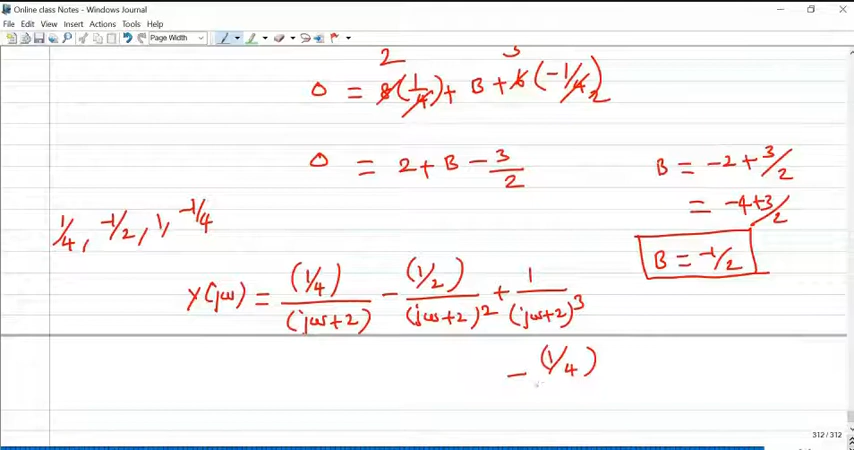 Online class Notes - Windows Journal
File Edit View Insert Actions Tools Help
Page Width
2 3
0 = 8(1/4) + B + 6(-1/4)2
0 = 2 + B - 3/2
B = -2 + 3/2
= -4+3/2
B = -1/2
1/4, -1/2, 1, -1/4
Y(jω) = (1/4)/(jω+2) - (1/2)/(jω+2)^2 + 1/(jω+2)^3
- (1/4)
312 / 312